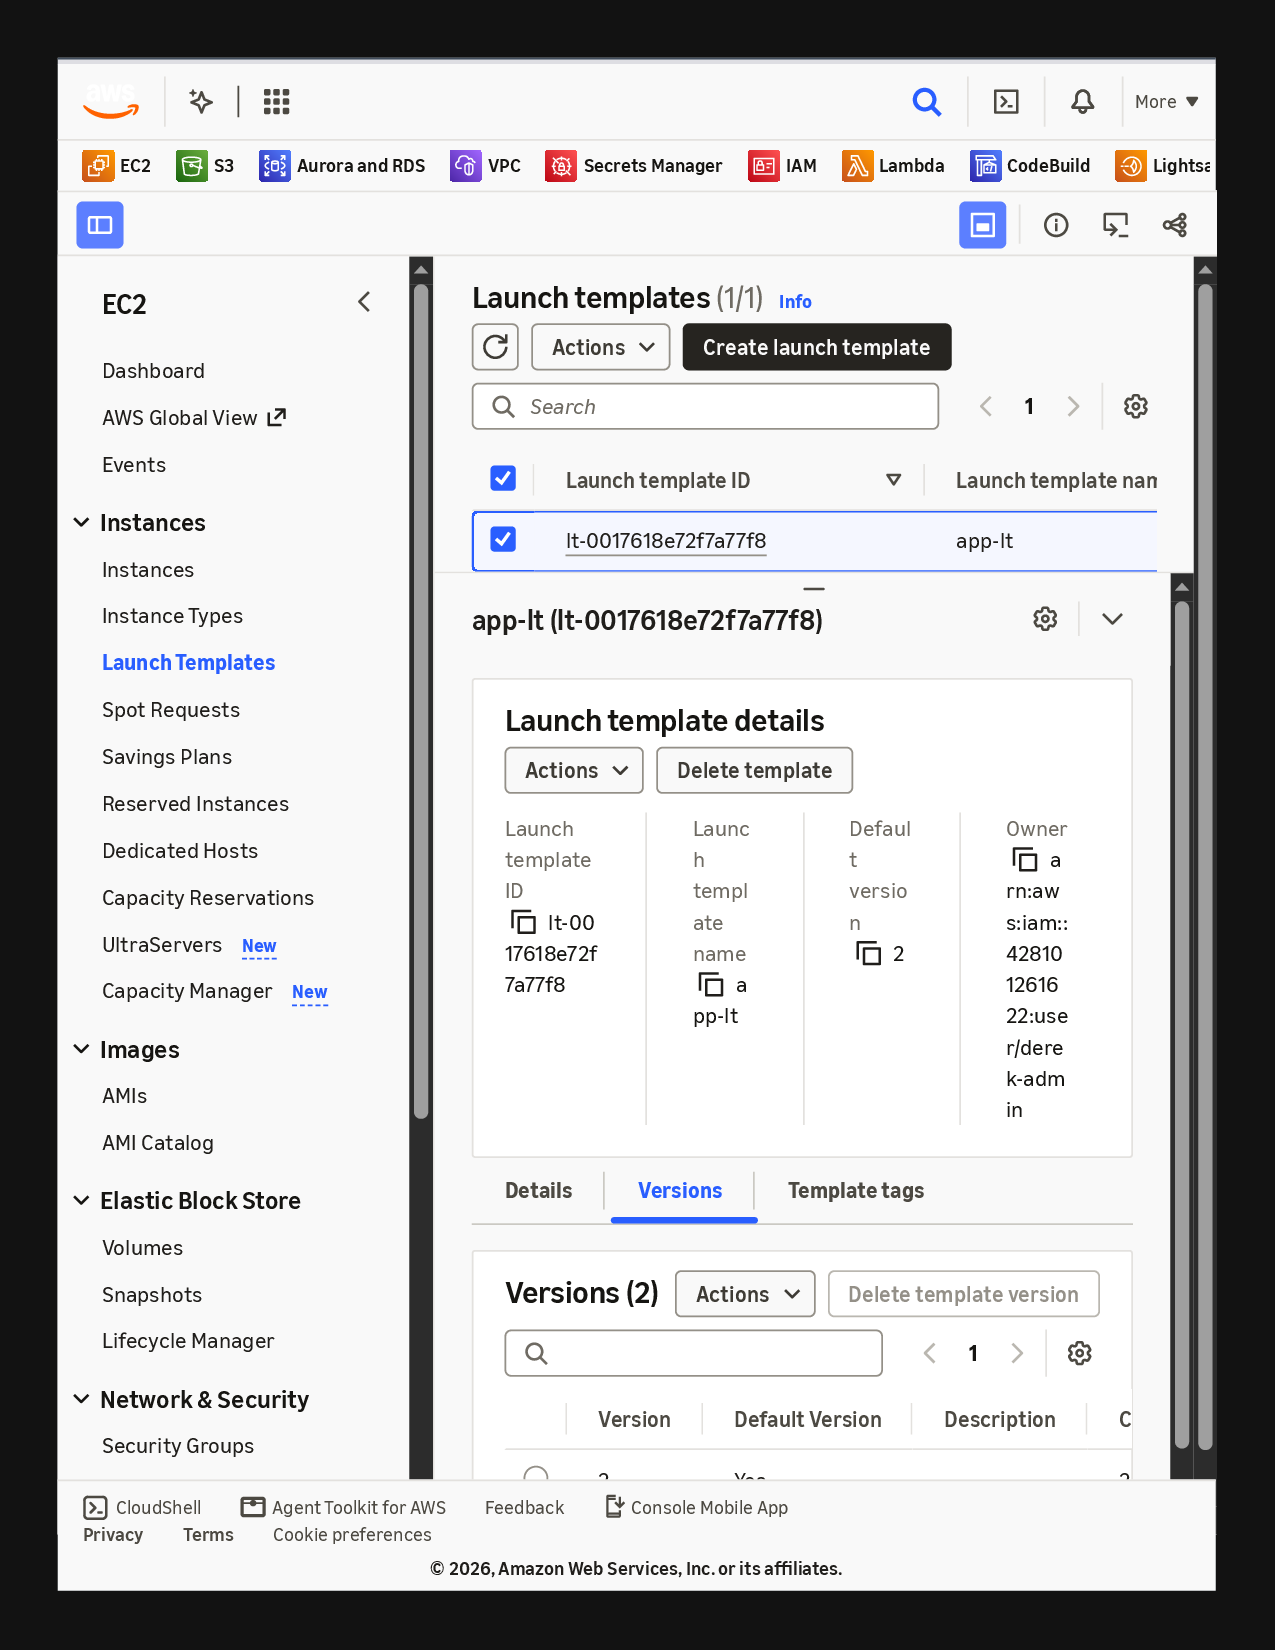 aws
More
EC2
S3
Aurora and RDS
VPC
Secrets Manager
IAM
Lambda
CodeBuild
Lightsa
EC2
Dashboard
AWS Global View
Events
Instances
Instances
Instance Types
Launch Templates
Spot Requests
Savings Plans
Reserved Instances
Dedicated Hosts
Capacity Reservations
UltraServers New
Capacity Manager New
Images
AMIs
AMI Catalog
Elastic Block Store
Volumes
Snapshots
Lifecycle Manager
Network & Security
Security Groups
Launch templates (1/1) Info
Actions
Create launch template
Search
1
Launch template ID
Launch template nam
lt-0017618e72f7a77f8
app-lt
app-lt (lt-0017618e72f7a77f8)
Launch template details
Actions
Delete template
Launch
template
ID
lt-00
17618e72f
7a77f8
Launc
h
templ
ate
name
a
pp-lt
Defaul
t
versio
n
2
Owner
a
rn:aw
s:iam::
42810
12616
22:use
r/dere
k-adm
in
Details
Versions
Template tags
Versions (2)
Actions
Delete template version
1
Version
Default Version
Description
C
2
Yes
CloudShell
Agent Toolkit for AWS
Feedback
Console Mobile App
Privacy
Terms
Cookie preferences
© 2026, Amazon Web Services, Inc. or its affiliates.